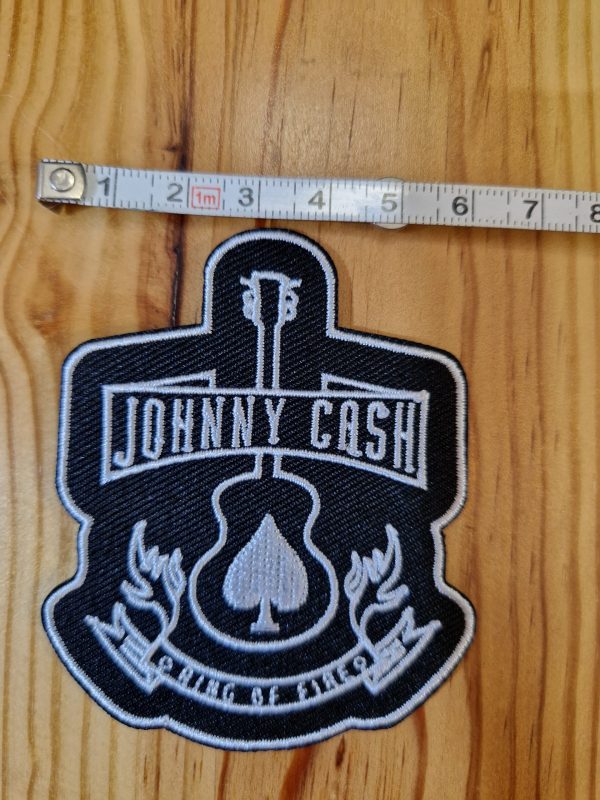 1 2 1m 3 4 5 6 7 8
JOHNNY CASH
RING OF FIRE